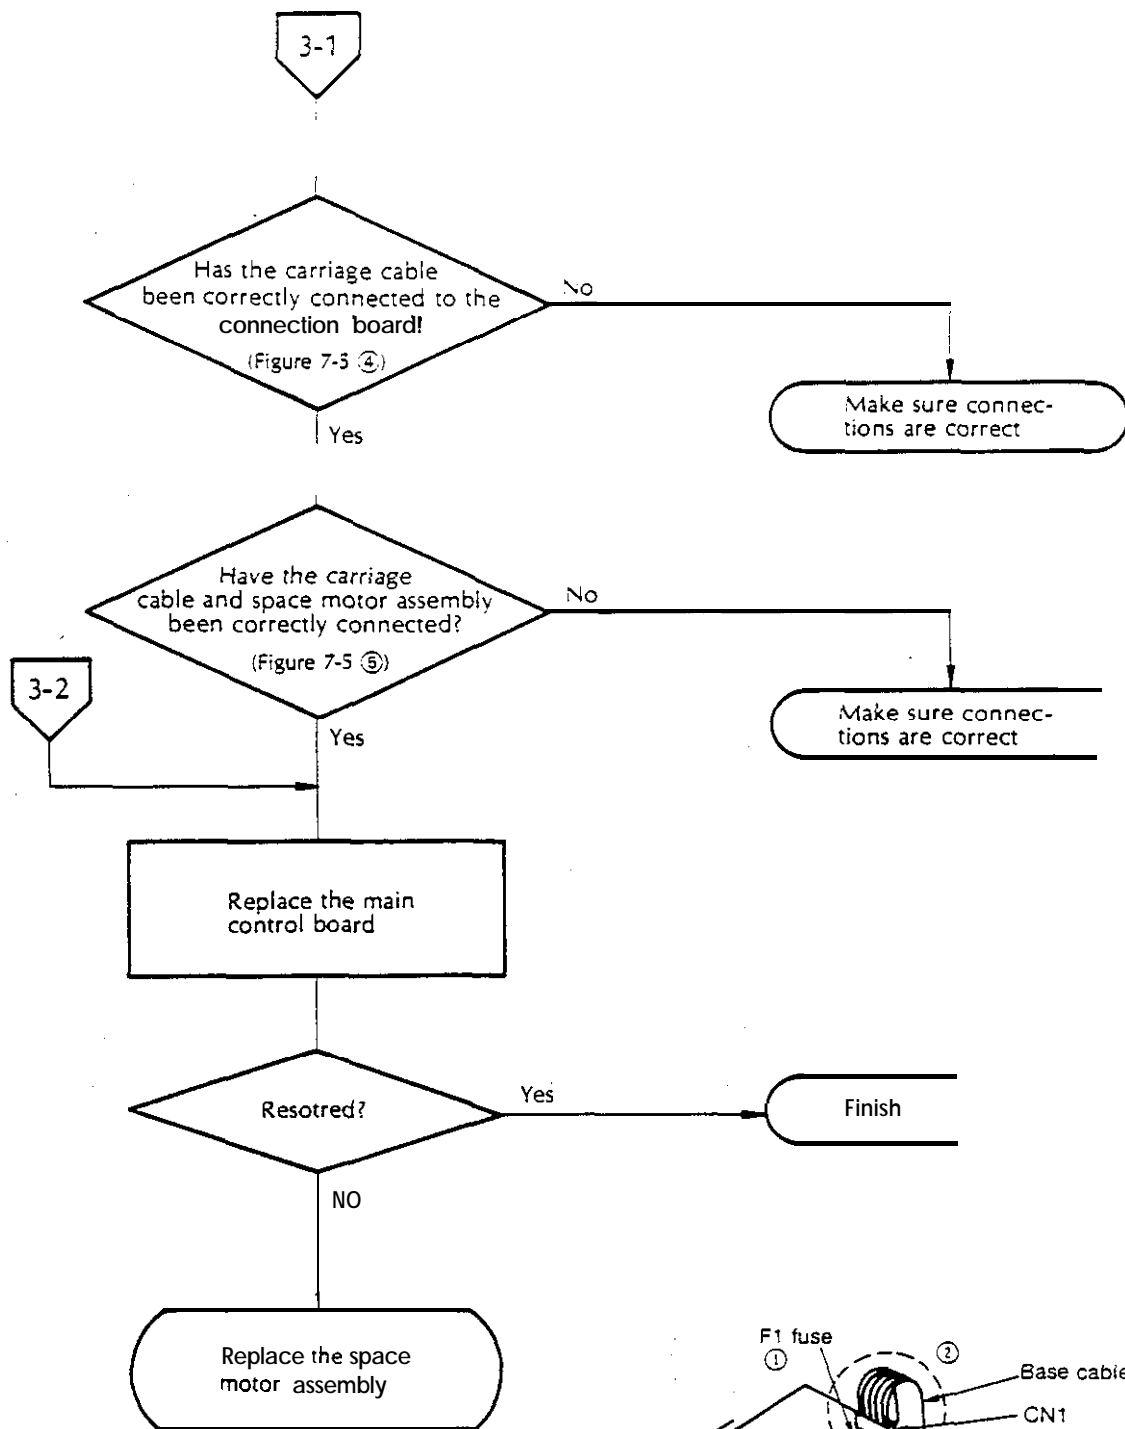 3-1
Has the carriage cable
been correctly connected to the
connection board!
(Figure 7-5 ④)
No
Make sure connec-
tions are correct
Yes
Have the carriage
cable and space motor assembly
been correctly connected?
(Figure 7-5 ⑤)
No
Make sure connec-
tions are correct
3-2
Yes
Replace the main
control board
Resotred?
Yes
Finish
NO
Replace the space
motor assembly
F1 fuse
①
②
Base cable
CN1